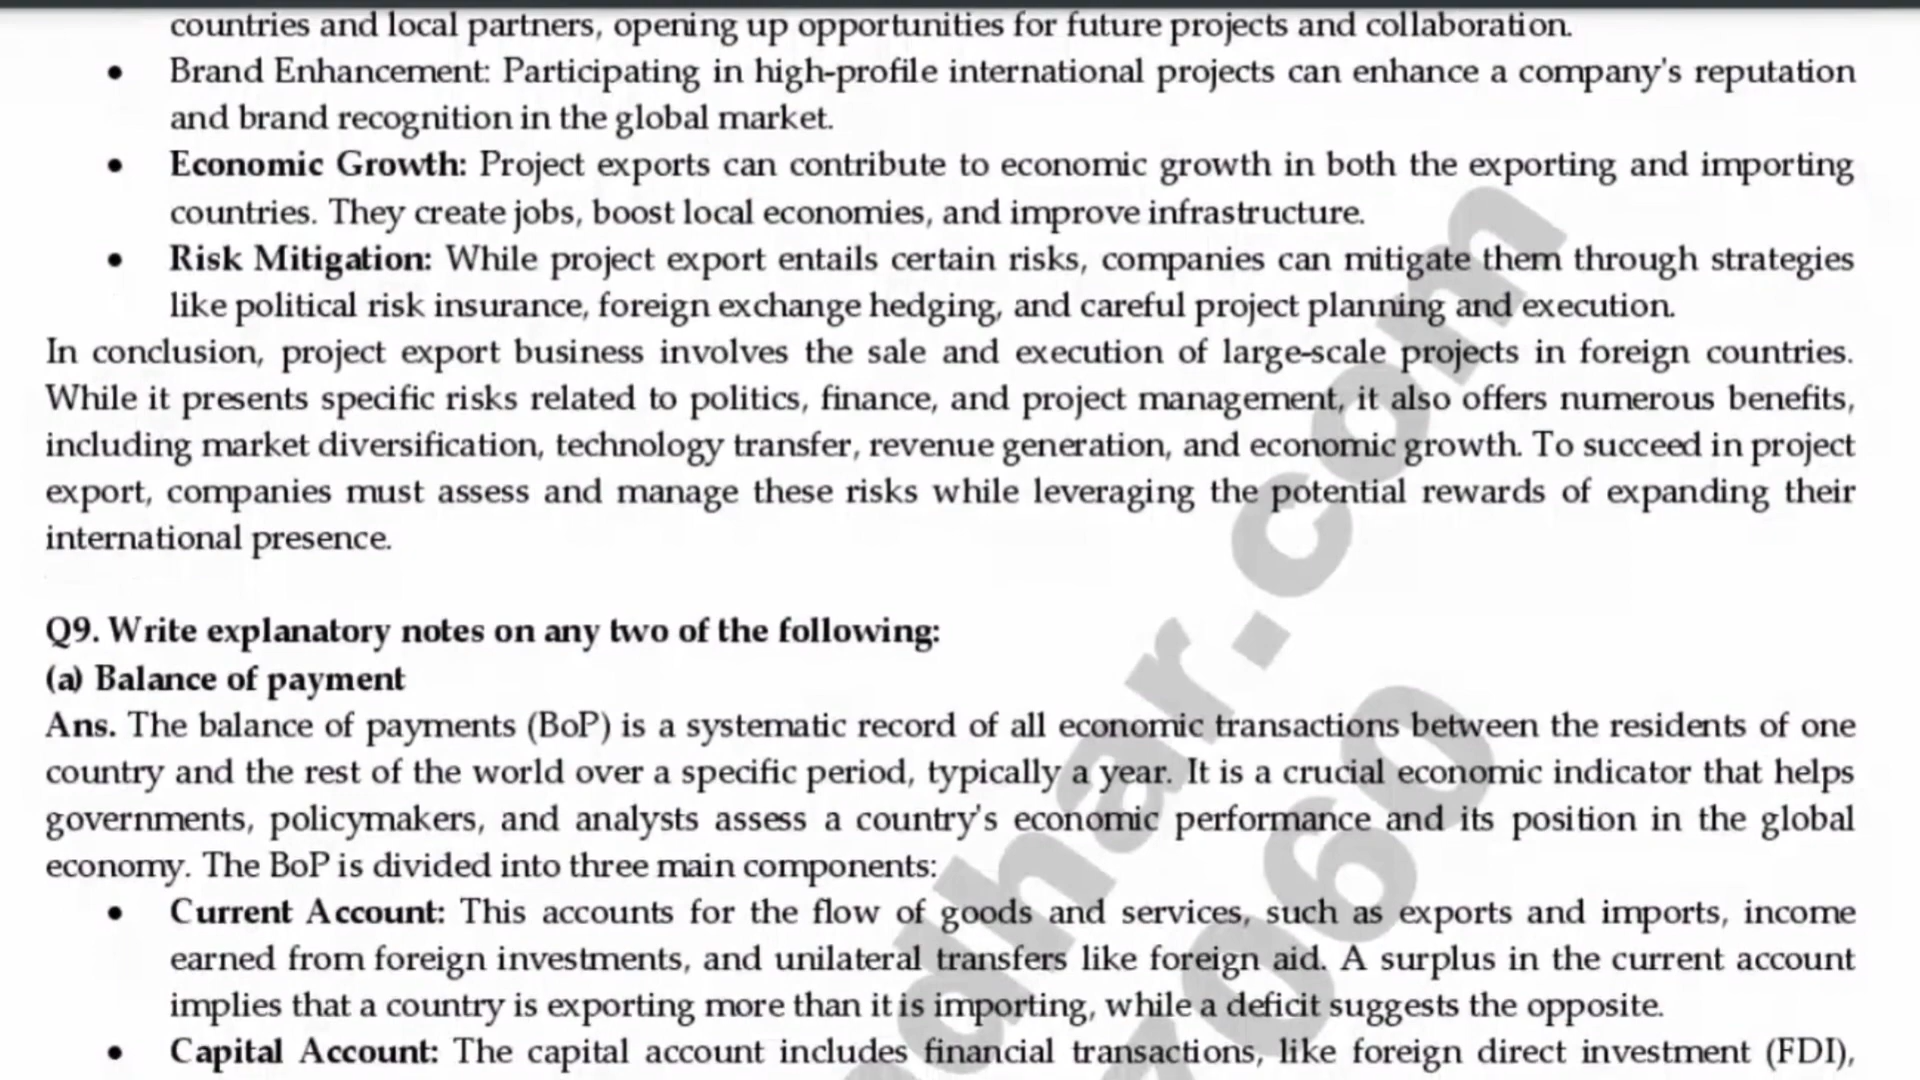 countries and local partners, opening up opportunities for future projects and collaboration.
• Brand Enhancement: Participating in high-profile international projects can enhance a company's reputation
and brand recognition in the global market.
• Economic Growth: Project exports can contribute to economic growth in both the exporting and importing
countries. They create jobs, boost local economies, and improve infrastructure.
• Risk Mitigation: While project export entails certain risks, companies can mitigate them through strategies
like political risk insurance, foreign exchange hedging, and careful project planning and execution.
In conclusion, project export business involves the sale and execution of large-scale projects in foreign countries.
While it presents specific risks related to politics, finance, and project management, it also offers numerous benefits,
including market diversification, technology transfer, revenue generation, and economic growth. To succeed in project
export, companies must assess and manage these risks while leveraging the potential rewards of expanding their
international presence.
Q9. Write explanatory notes on any two of the following:
(a) Balance of payment
Ans. The balance of payments (BoP) is a systematic record of all economic transactions between the residents of one
country and the rest of the world over a specific period, typically a year. It is a crucial economic indicator that helps
governments, policymakers, and analysts assess a country's economic performance and its position in the global
economy. The BoP is divided into three main components:
• Current Account: This accounts for the flow of goods and services, such as exports and imports, income
earned from foreign investments, and unilateral transfers like foreign aid. A surplus in the current account
implies that a country is exporting more than it is importing, while a deficit suggests the opposite.
• Capital Account: The capital account includes financial transactions, like foreign direct investment (FDI),